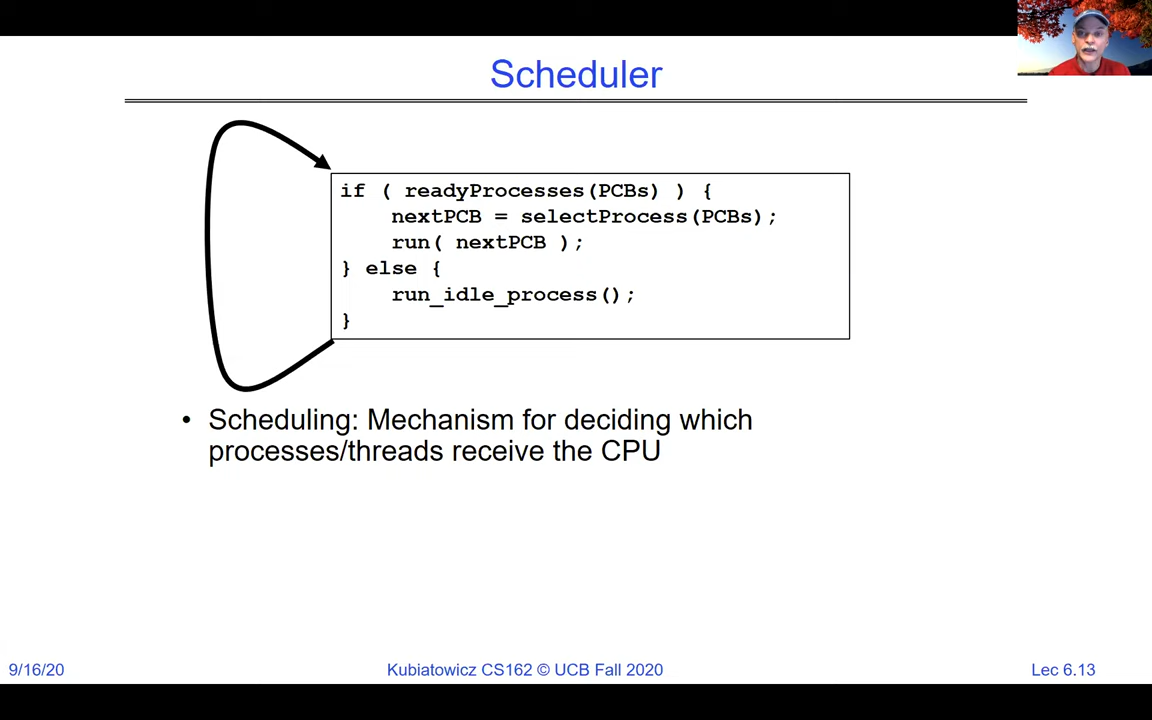 Scheduler
if ( readyProcesses(PCBs) ) {
    nextPCB = selectProcess(PCBs);
    run( nextPCB );
} else {
    run_idle_process();
}
• Scheduling: Mechanism for deciding which
processes/threads receive the CPU
9/16/20
Kubiatowicz CS162 © UCB Fall 2020
Lec 6.13